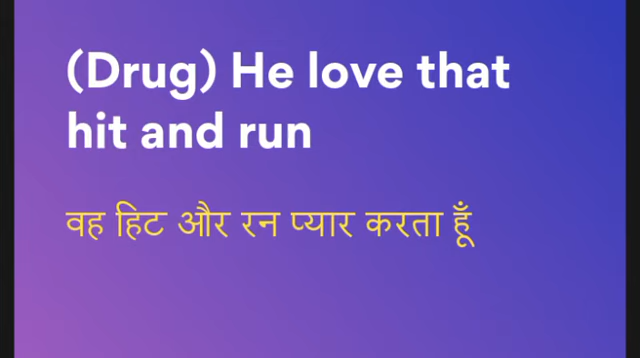 (Drug) He love that
hit and run
वह हिट और रन प्यार करता हूँ